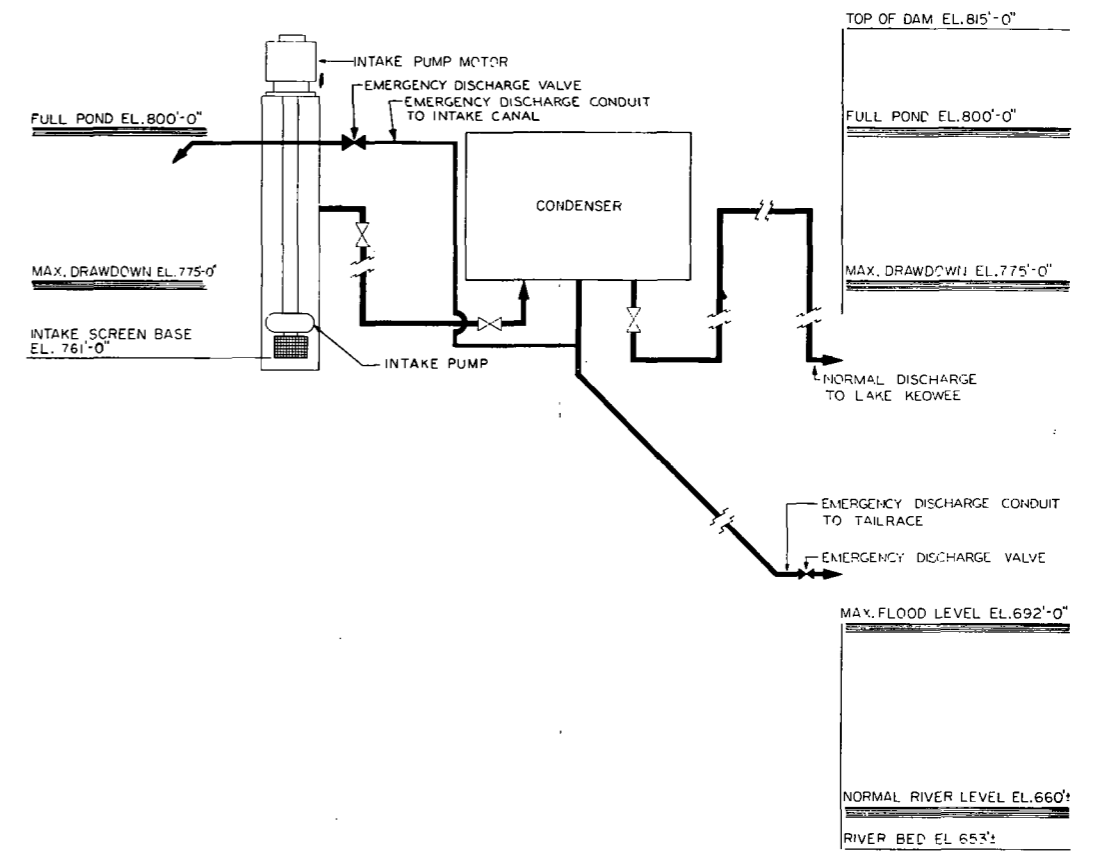 TOP OF DAM EL. 815'-0"
INTAKE PUMP MOTOR
EMERGENCY DISCHARGE VALVE
EMERGENCY DISCHARGE CONDUIT
TO INTAKE CANAL
FULL POND EL. 800'-0"
FULL POND EL. 800'-0"
CONDENSER
MAX. DRAWDOWN EL. 775'-0"
MAX. DRAWDOWN EL. 775'-0"
INTAKE SCREEN BASE
EL. 761'-0"
INTAKE PUMP
NORMAL DISCHARGE
TO LAKE KEOWEE
EMERGENCY DISCHARGE CONDUIT
TO TAILRACE
EMERGENCY DISCHARGE VALVE
MAX. FLOOD LEVEL EL. 692'-0"
NORMAL RIVER LEVEL EL. 660'±
RIVER BED EL 653'±